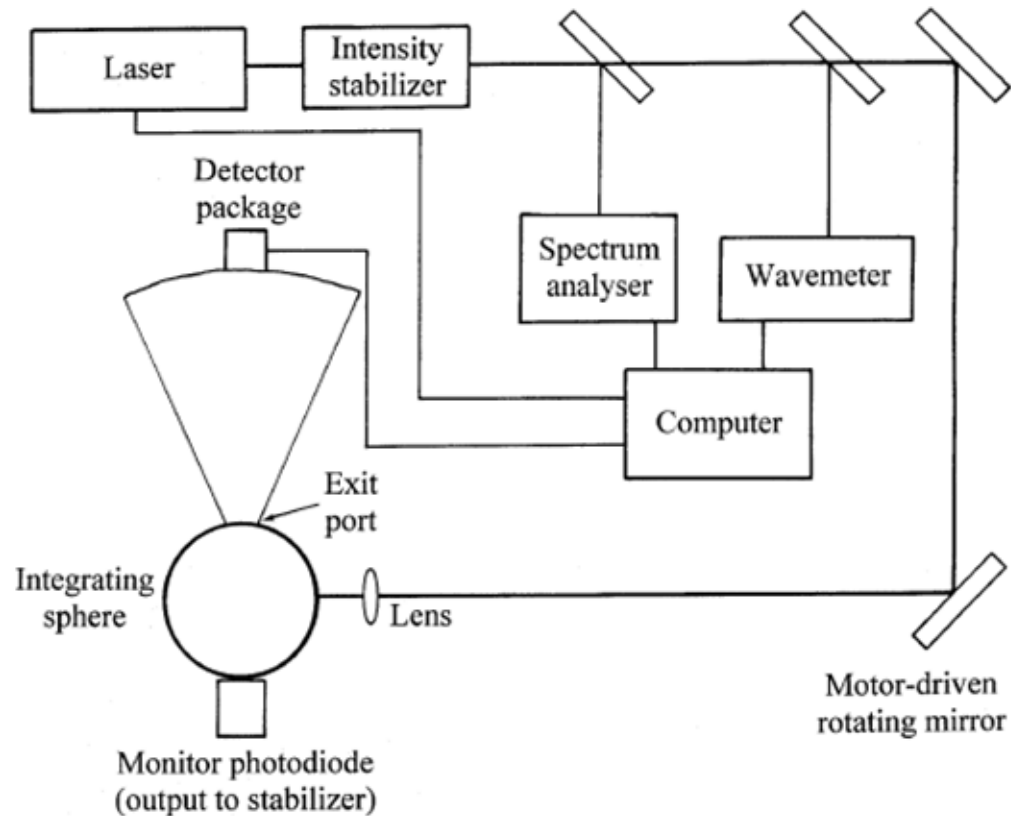 Laser
Intensity
stabilizer
Detector
package
Spectrum
analyser
Wavemeter
Computer
Exit
port
Integrating
sphere
Lens
Motor-driven
rotating mirror
Monitor photodiode
(output to stabilizer)